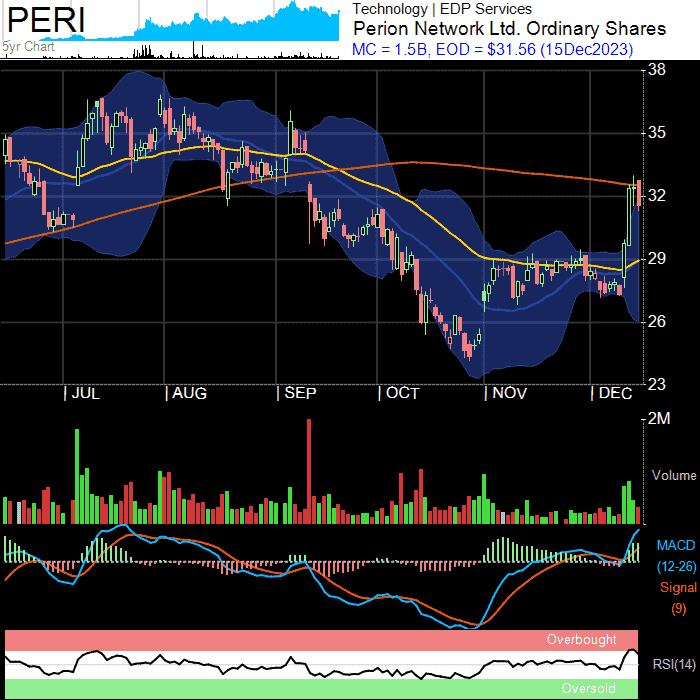 PERI
5yr Chart
Technology | EDP Services
Perion Network Ltd. Ordinary Shares
MC = 1.5B, EOD = $31.56 (15Dec2023)
38
35
32
29
26
23
| JUL | AUG | SEP | OCT | NOV | DEC
2M
Volume
MACD
(12-26)
Signal
(9)
Overbought
RSI(14)
Oversold